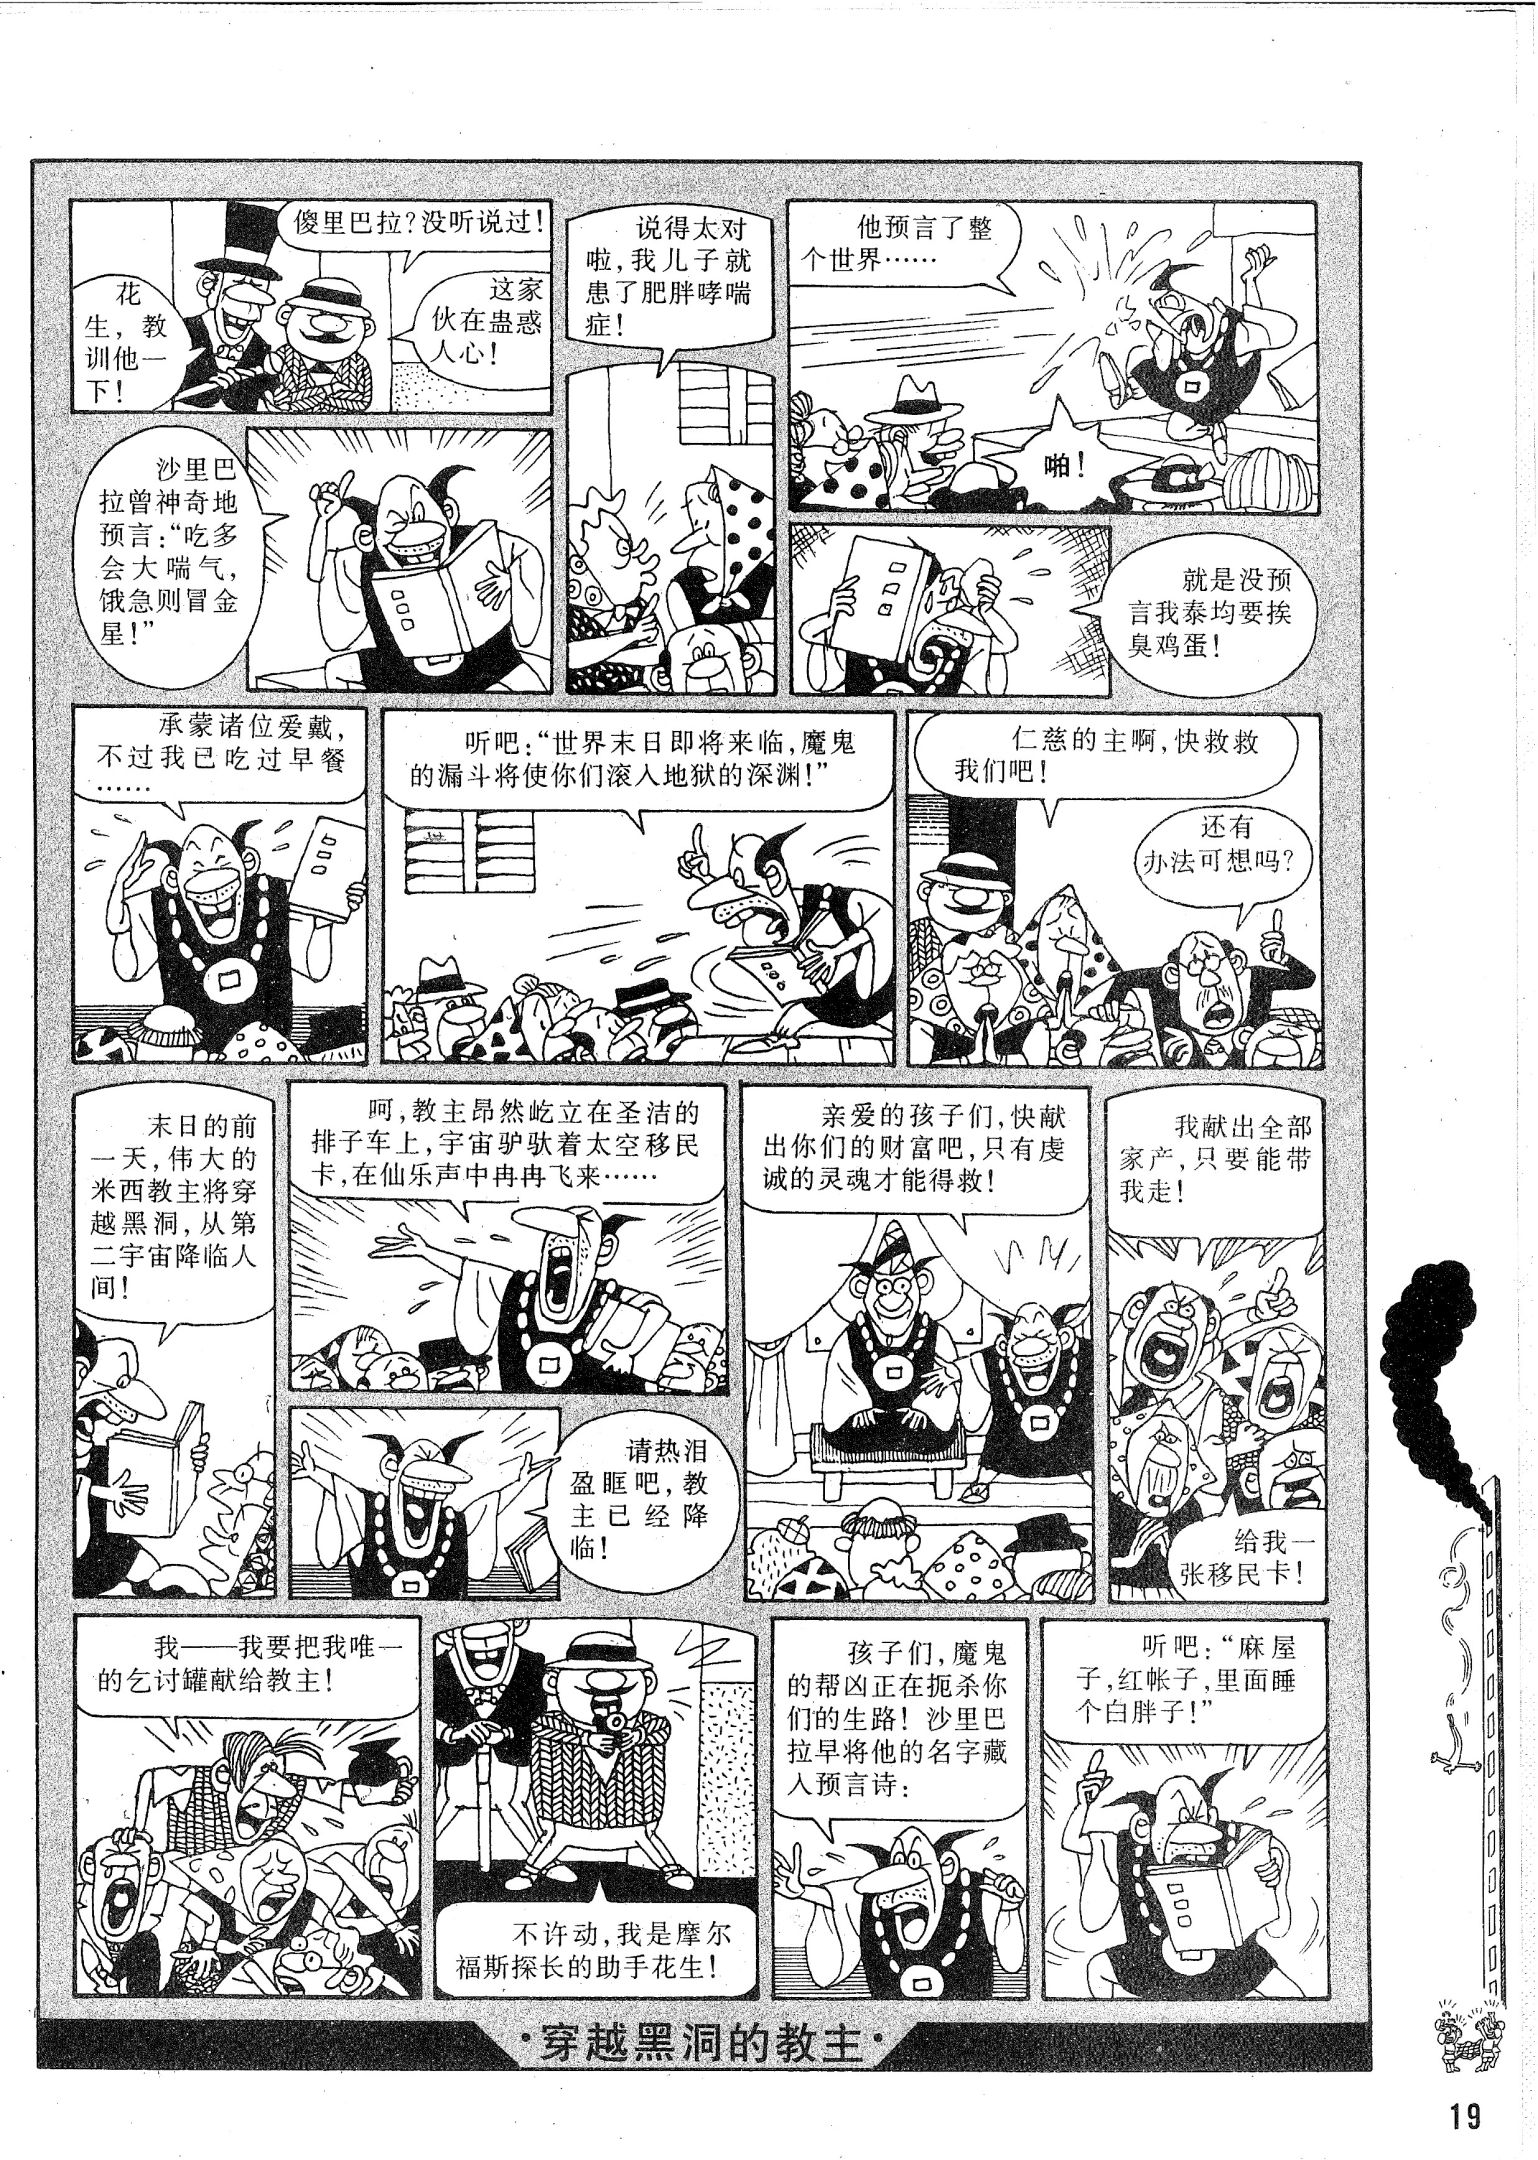 傻里巴拉？没听说过！
这家
伙在蛊惑
人心！
花
生，教
训他一
下！
沙里巴
拉曾神奇地
预言：“吃多
会大喘气，
饿急则冒金
星！”
说得太对
啦，我儿子就
患了肥胖哮喘
症！
他预言了整
个世界……
啪！
就是没预
言我泰均要挨
臭鸡蛋！
承蒙诸位爱戴，
不过我已吃过早餐
……
听吧：“世界末日即将来临，魔鬼
的漏斗将使你们滚入地狱的深渊！”
仁慈的主啊，快救救
我们吧！
还有
办法可想吗？
末日的前
一天，伟大的
米西教主将穿
越黑洞，从第
二宇宙降临人
间！
呵，教主昂然屹立在圣洁的
排子车上，宇宙驴驮着太空移民
卡，在仙乐声中冉冉飞来……
请热泪
盈眶吧，教
主已经降
临！
亲爱的孩子们，快献
出你们的财富吧，只有虔
诚的灵魂才能得救！
我献出全部
家产，只要能带
我走！
给我一
张移民卡！
我——我要把我唯一
的乞讨罐献给教主！
不许动，我是摩尔
福斯探长的助手花生！
孩子们，魔鬼
的帮凶正在扼杀你
们的生路！沙里巴
拉早将他的名字藏
入预言诗：
听吧：“麻屋
子，红帐子，里面睡
个白胖子！”
·穿越黑洞的教主·
19